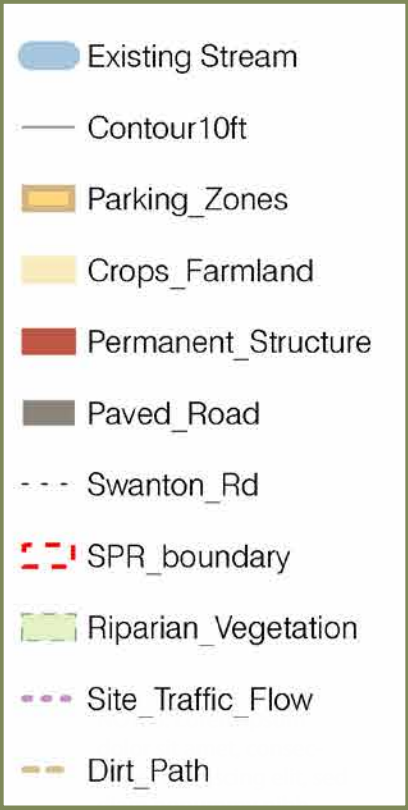 Existing Stream
Contour10ft
Parking_Zones
Crops_Farmland
Permanent_Structure
Paved_Road
Swanton_Rd
SPR_boundary
Riparian_Vegetation
Site_Traffic_Flow
Dirt_Path